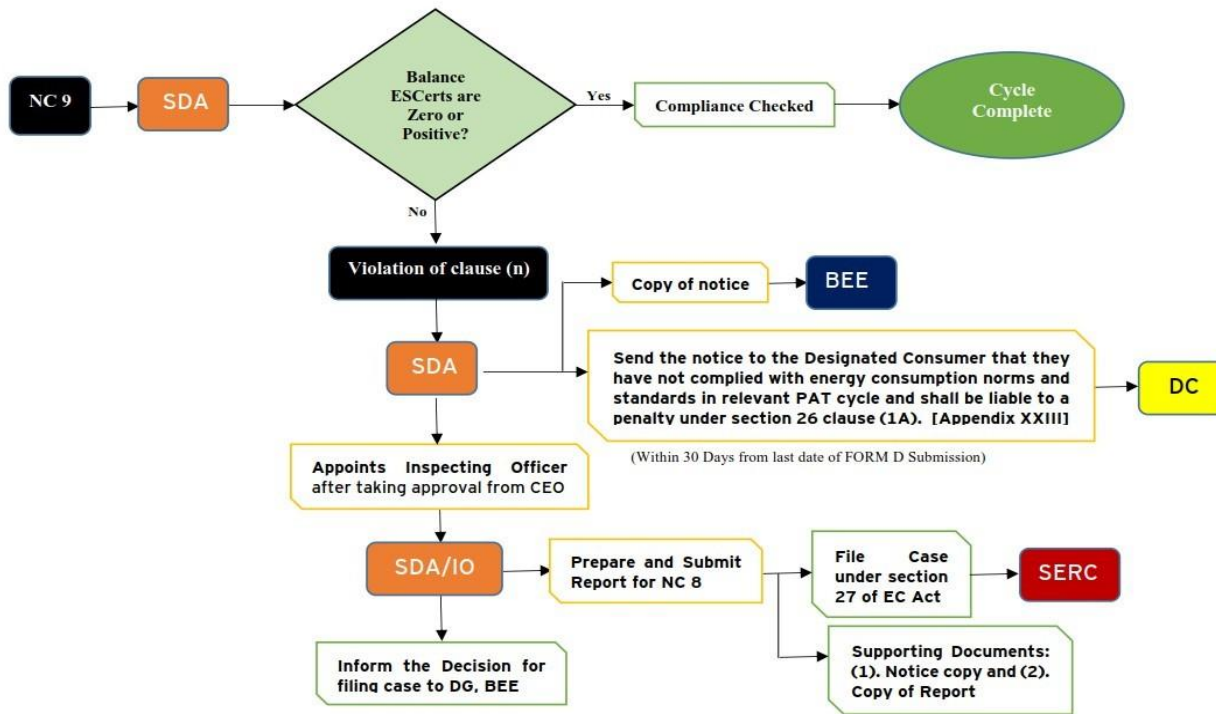 NC 9
SDA
Balance
ESCerts are
Zero or
Positive?
Yes
Compliance Checked
Cycle
Complete
No
Violation of clause (n)
Copy of notice
BEE
SDA
Send the notice to the Designated Consumer that they
have not complied with energy consumption norms and
standards in relevant PAT cycle and shall be liable to a
penalty under section 26 clause (1A). [Appendix XXIII]
DC
(Within 30 Days from last date of FORM D Submission)
Appoints Inspecting Officer
after taking approval from CEO
SDA/IO
Prepare and Submit
Report for NC 8
File Case
under section
27 of EC Act
SERC
Inform the Decision for
filing case to DG, BEE
Supporting Documents:
(1). Notice copy and (2).
Copy of Report